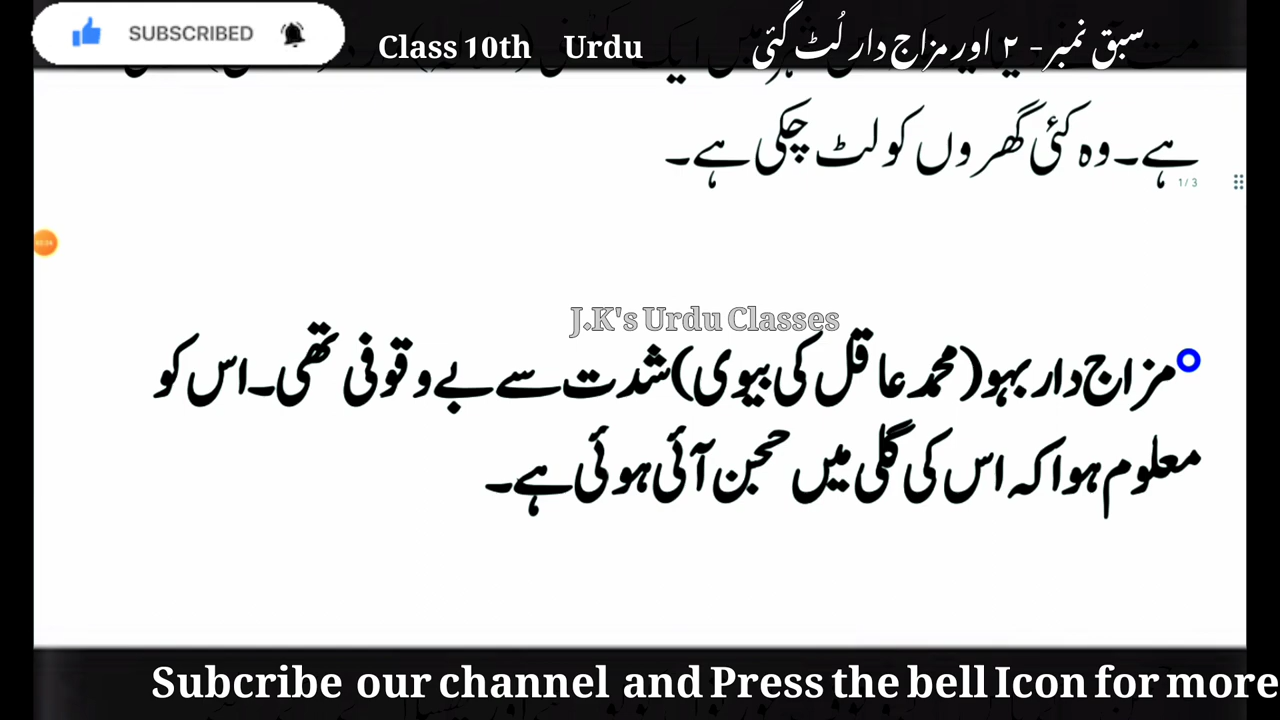 SUBSCRIBED
Class 10th Urdu
سبق نمبر - ۲ اور مزاج دار لُٹ گئی
ہے۔ وہ کئی گھروں کو لٹ چکی ہے۔
1/3
J.K's Urdu Classes
مزاج دار بہو (محمد عاقل کی بیوی) شدت سے بے وقوفی تھی۔ اس کو
معلوم ہوا کہ اس کی گلی میں حجن آئی ہوئی ہے۔
Subcribe our channel and Press the bell Icon for more